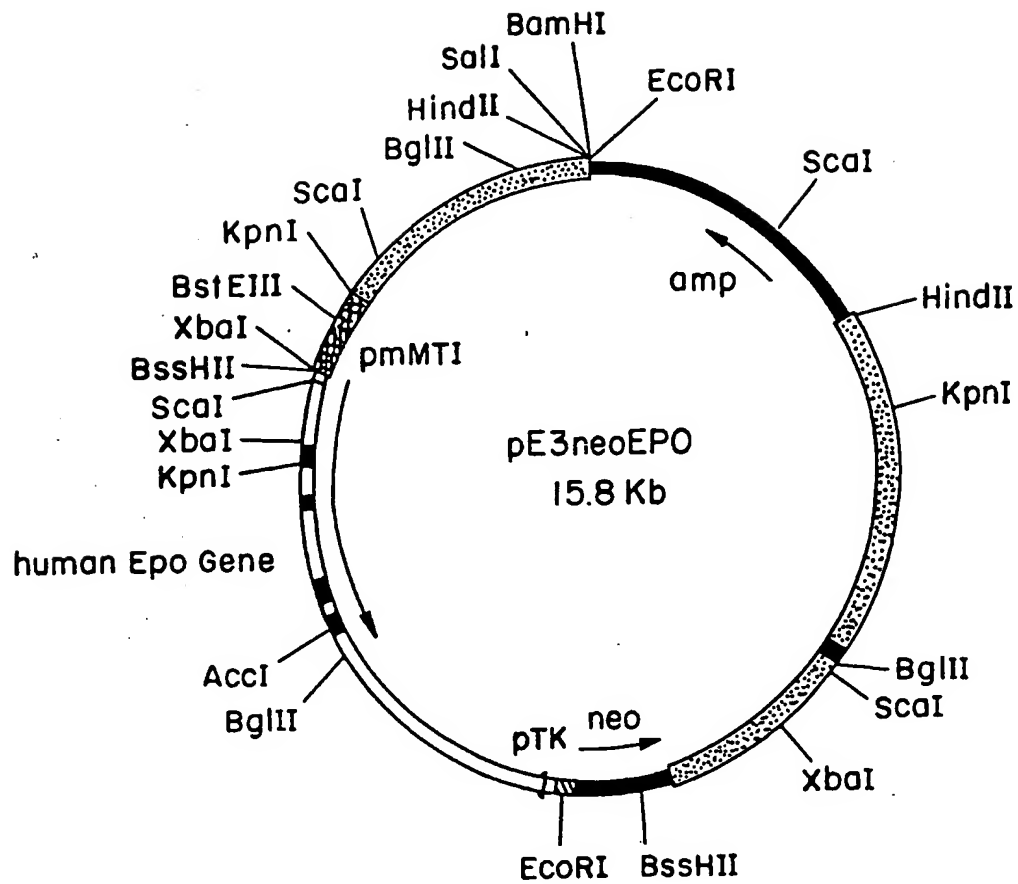 BamHI
SalI
EcoRI
HindII
BglII
ScaI
ScaI
KpnI
BstEIII
XbaI
BssHII
ScaI
XbaI
KpnI
amp
HindII
pmMTI
KpnI
pE3neoEPO
15.8 Kb
human Epo Gene
AccI
BglII
BglII
ScaI
pTK
neo
XbaI
EcoRI
BssHII